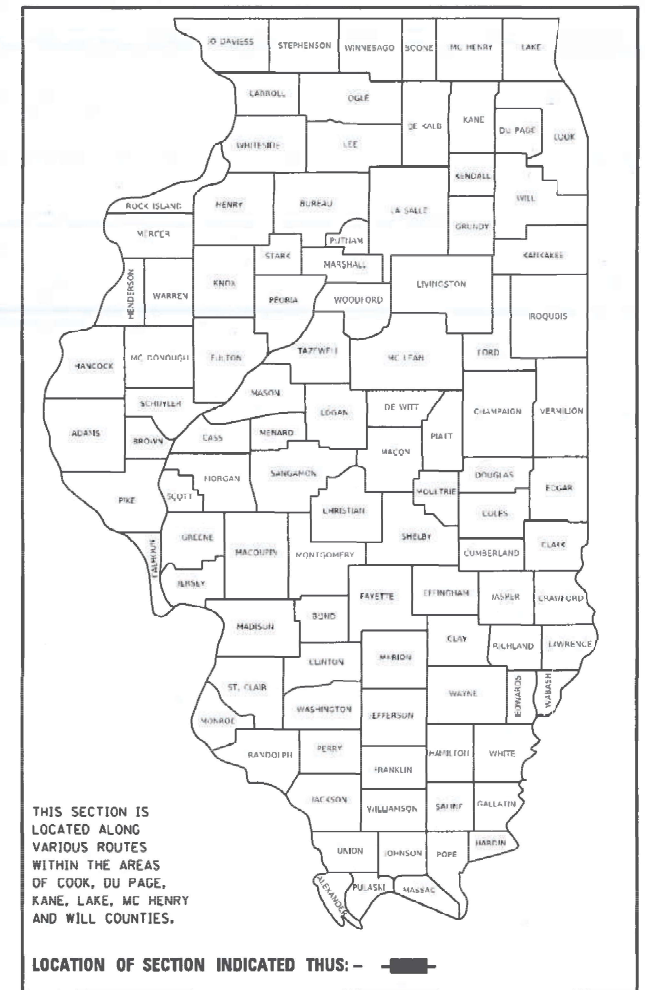 JO DAVIESS STEPHENSON WINNEBAGO BOONE MC HENRY LAKE
CARROLL OGLE DE KALB KANE DU PAGE COOK
WHITESIDE LEE
KENDALL
ROCK ISLAND HENRY BUREAU LA SALLE WILL
GRUNDY
MERCER PUTNAM
STARK MARSHALL KANKAKEE
HENDERSON WARREN KNOX PEORIA WOODFORD LIVINGSTON
IROQUOIS
HANCOCK MC DONOUGH FULTON TAZEWELL MC LEAN FORD
MASON
SCHUYLER LOGAN DE WITT CHAMPAIGN VERMILION
ADAMS BROWN CASS MENARD PIATT
MACON
MORGAN SANGAMON DOUGLAS
PIKE SCOTT MOULTRIE EDGAR
CHRISTIAN COLES
GREENE SHELBY
CALHOUN MACOUPIN MONTGOMERY CUMBERLAND CLARK
JERSEY
FAYETTE EFFINGHAM JASPER CRAWFORD
MADISON BOND
CLAY RICHLAND LAWRENCE
CLINTON MARION
ST. CLAIR WAYNE EDWARDS WABASH
WASHINGTON JEFFERSON
MONROE
RANDOLPH PERRY HAMILTON WHITE
FRANKLIN
JACKSON WILLIAMSON SALINE GALLATIN
UNION JOHNSON POPE HARDIN
ALEXANDER PULASKI MASSAC
THIS SECTION IS
LOCATED ALONG
VARIOUS ROUTES
WITHIN THE AREAS
OF COOK, DU PAGE,
KANE, LAKE, MC HENRY
AND WILL COUNTIES.
LOCATION OF SECTION INDICATED THUS: –